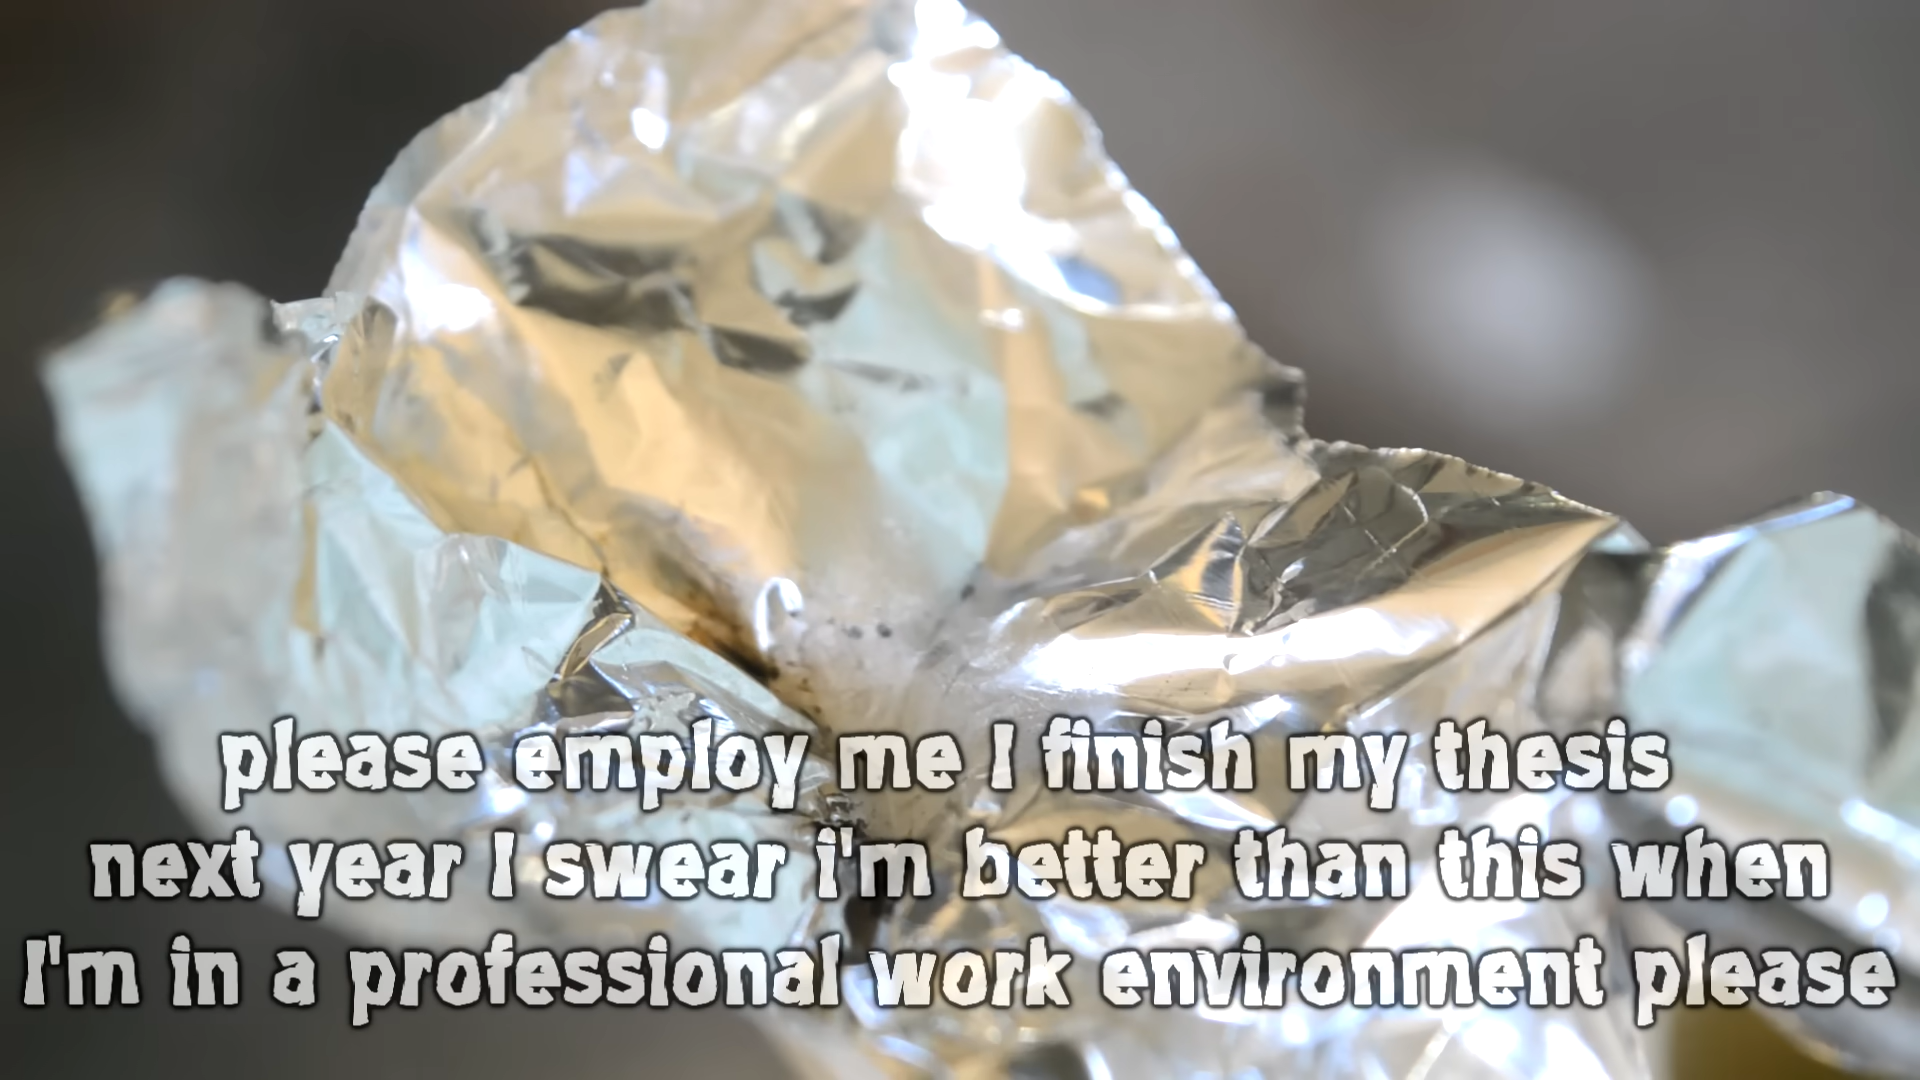 please employ me I finish my thesis
next year I swear i'm better than this when
I'm in a professional work environment please